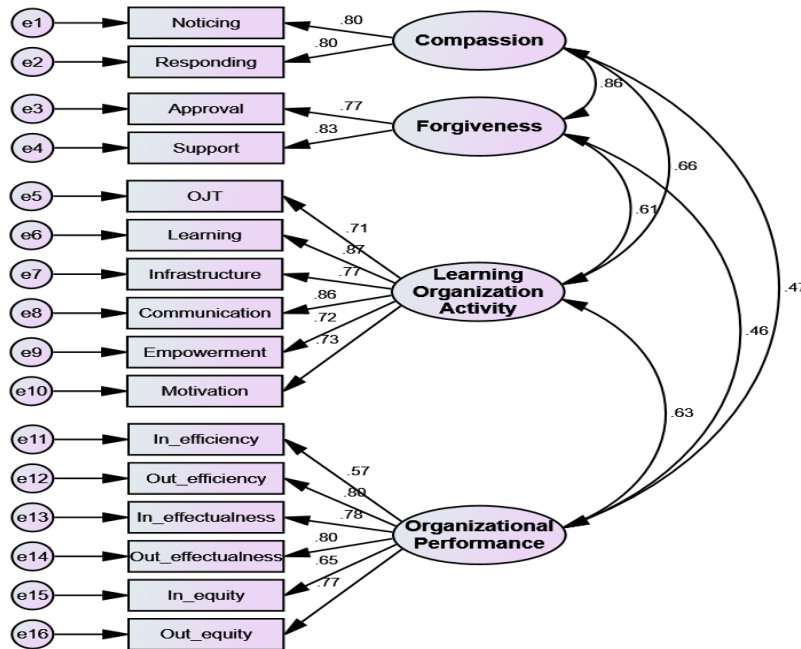 e1 Noticing .80 Compassion
e2 Responding .80
.86
e3 Approval .77 Forgiveness
e4 Support .83
.66
e5 OJT
.61
e6 Learning .71
.87
e7 Infrastructure .77 Learning
Organization
Activity
e8 Communication .86
.47
e9 Empowerment .72
.46
e10 Motivation .73
.63
e11 In_efficiency
e12 Out_efficiency .57
.80
e13 In_effectualness .78 Organizational
Performance
e14 Out_effectualness .80
e15 In_equity .65
e16 Out_equity .77